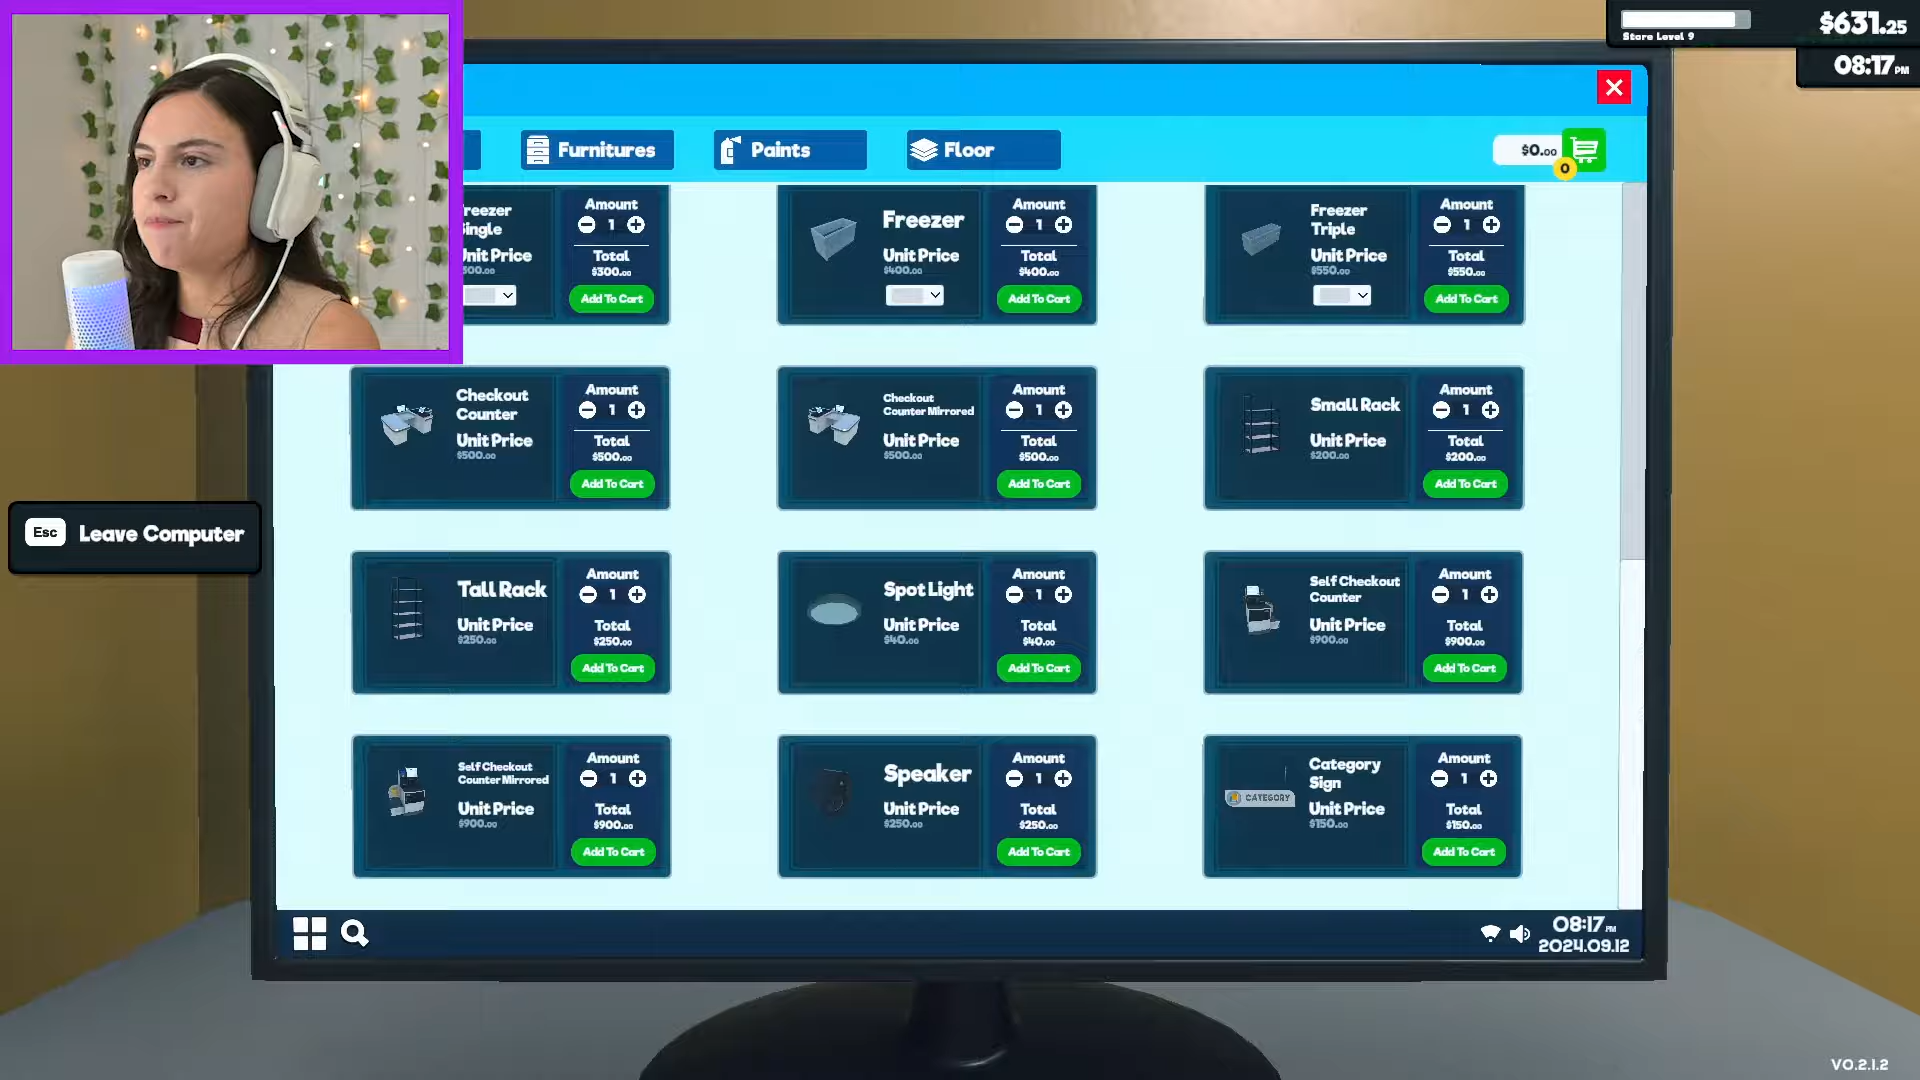 $631.25
Store Level 9
08:17 PM
Furnitures
Paints
Floor
$0.00
0
reezer
Single
Unit Price
Amount
1
Total
$300.00
Add To Cart
Freezer
Unit Price
$400.00
Amount
1
Total
$400.00
Add To Cart
Freezer
Triple
Unit Price
$550.00
Amount
1
Total
$550.00
Add To Cart
Checkout
Counter
Unit Price
$500.00
Amount
1
Total
$500.00
Add To Cart
Checkout
Counter Mirrored
Unit Price
$500.00
Amount
1
Total
$500.00
Add To Cart
Small Rack
Unit Price
$200.00
Amount
1
Total
$200.00
Add To Cart
Esc Leave Computer
Tall Rack
Unit Price
$250.00
Amount
1
Total
$250.00
Add To Cart
Spot Light
Unit Price
$40.00
Amount
1
Total
$40.00
Add To Cart
Self Checkout
Counter
Unit Price
$900.00
Amount
1
Total
$900.00
Add To Cart
Self Checkout
Counter Mirrored
Unit Price
$900.00
Amount
1
Total
$900.00
Add To Cart
Speaker
Unit Price
$250.00
Amount
1
Total
$250.00
Add To Cart
CATEGORY
Category
Sign
Unit Price
$150.00
Amount
1
Total
$150.00
Add To Cart
08:17 PM
2024.09.12
V0.2.1.2